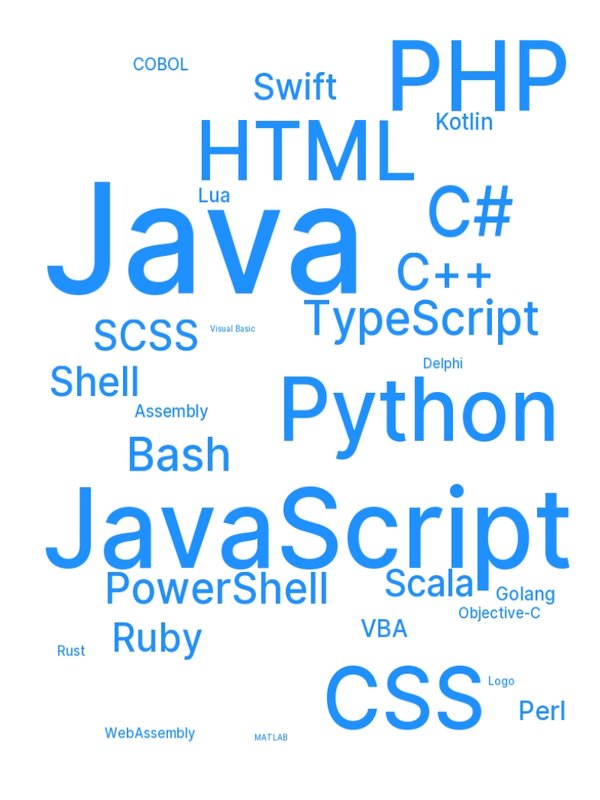 COBOL
Swift
PHP
Kotlin
HTML
Lua
Java
C#
C++
TypeScript
SCSS
Visual Basic
Delphi
Shell
Python
Assembly
Bash
JavaScript
PowerShell
Scala
Golang
Objective-C
VBA
Ruby
Rust
CSS
Logo
Perl
WebAssembly
MATLAB